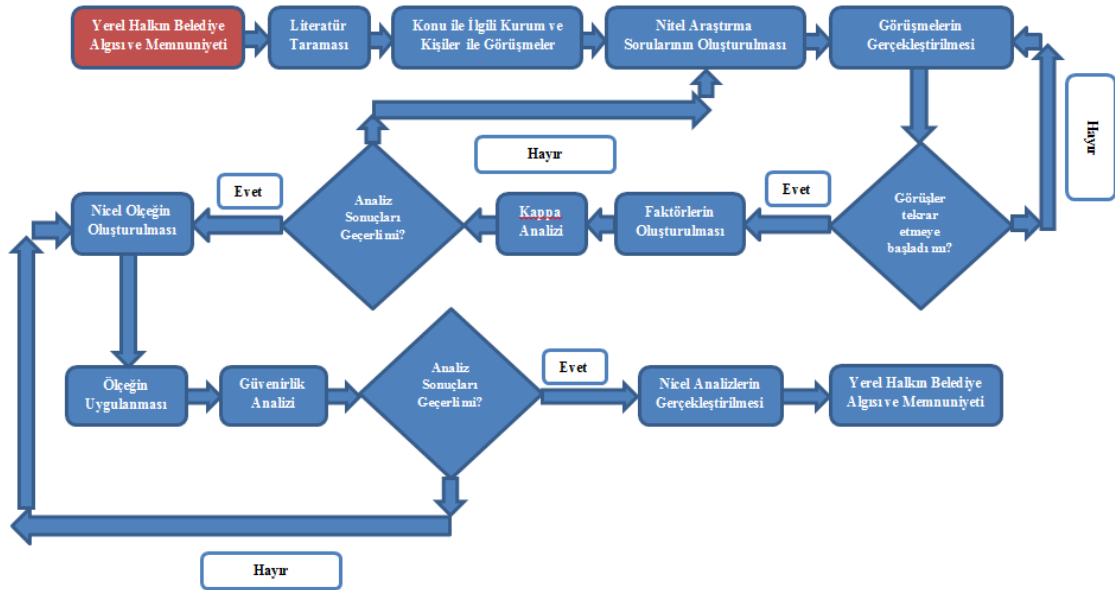 Yerel Halkın Belediye
Algısı ve Memnuniyeti
Literatür
Taraması
Konu ile İlgili Kurum ve
Kişiler ile Görüşmeler
Nitel Araştırma
Sorularının Oluşturulması
Görüşmelerin
Gerçekleştirilmesi
Hayır
Görüşler
tekrar
etmeye
başladı mı?
Evet
Faktörlerin
Oluşturulması
Kappa
Analizi
Hayır
Analiz
Sonuçları
Geçerli mi?
Evet
Nicel Ölçeğin
Oluşturulması
Ölçeğin
Uygulanması
Güvenirlik
Analizi
Analiz
Sonuçları
Geçerli mi?
Evet
Nicel Analizlerin
Gerçekleştirilmesi
Yerel Halkın Belediye
Algısı ve Memnuniyeti
Hayır